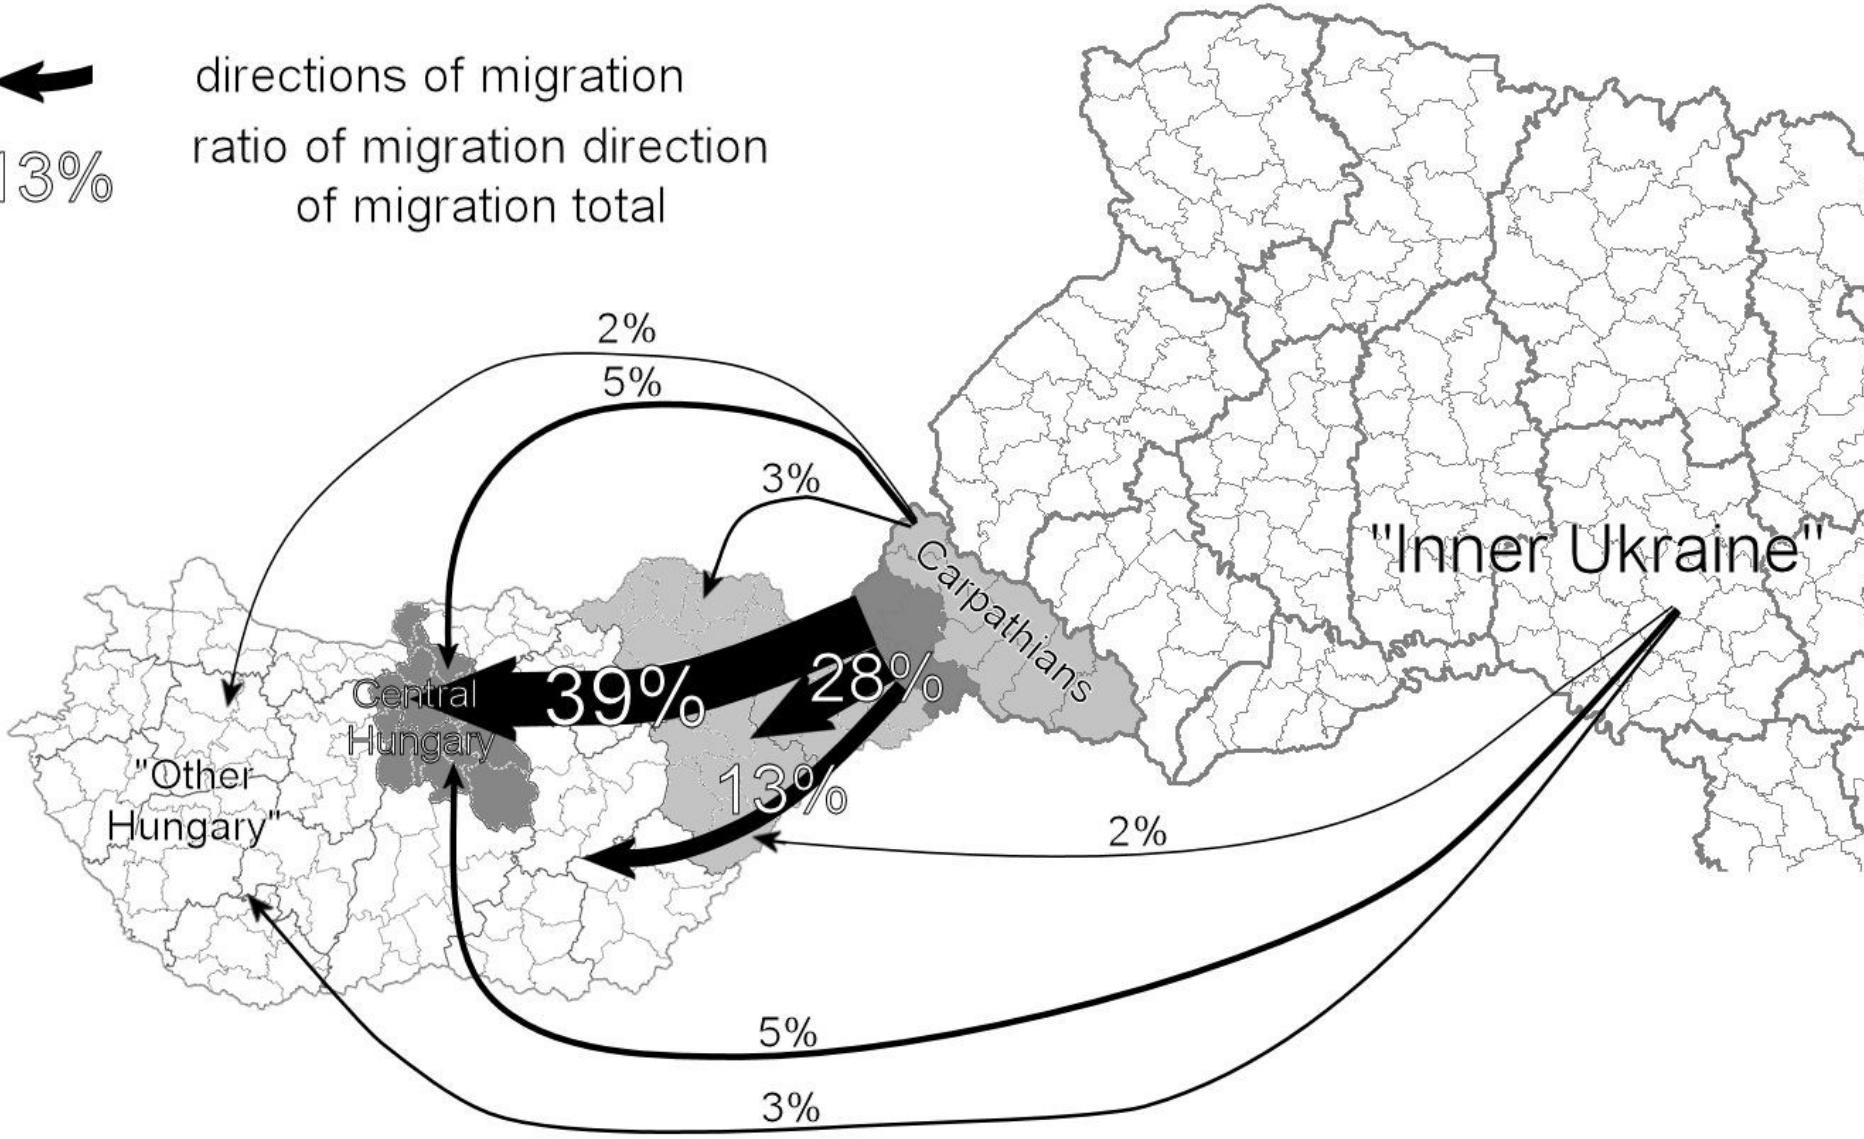 directions of migration
13%
ratio of migration direction
of migration total
2%
5%
3%
"Inner Ukraine"
Carpathians
39%
28%
Central
Hungary
"Other
Hungary"
13%
2%
5%
3%